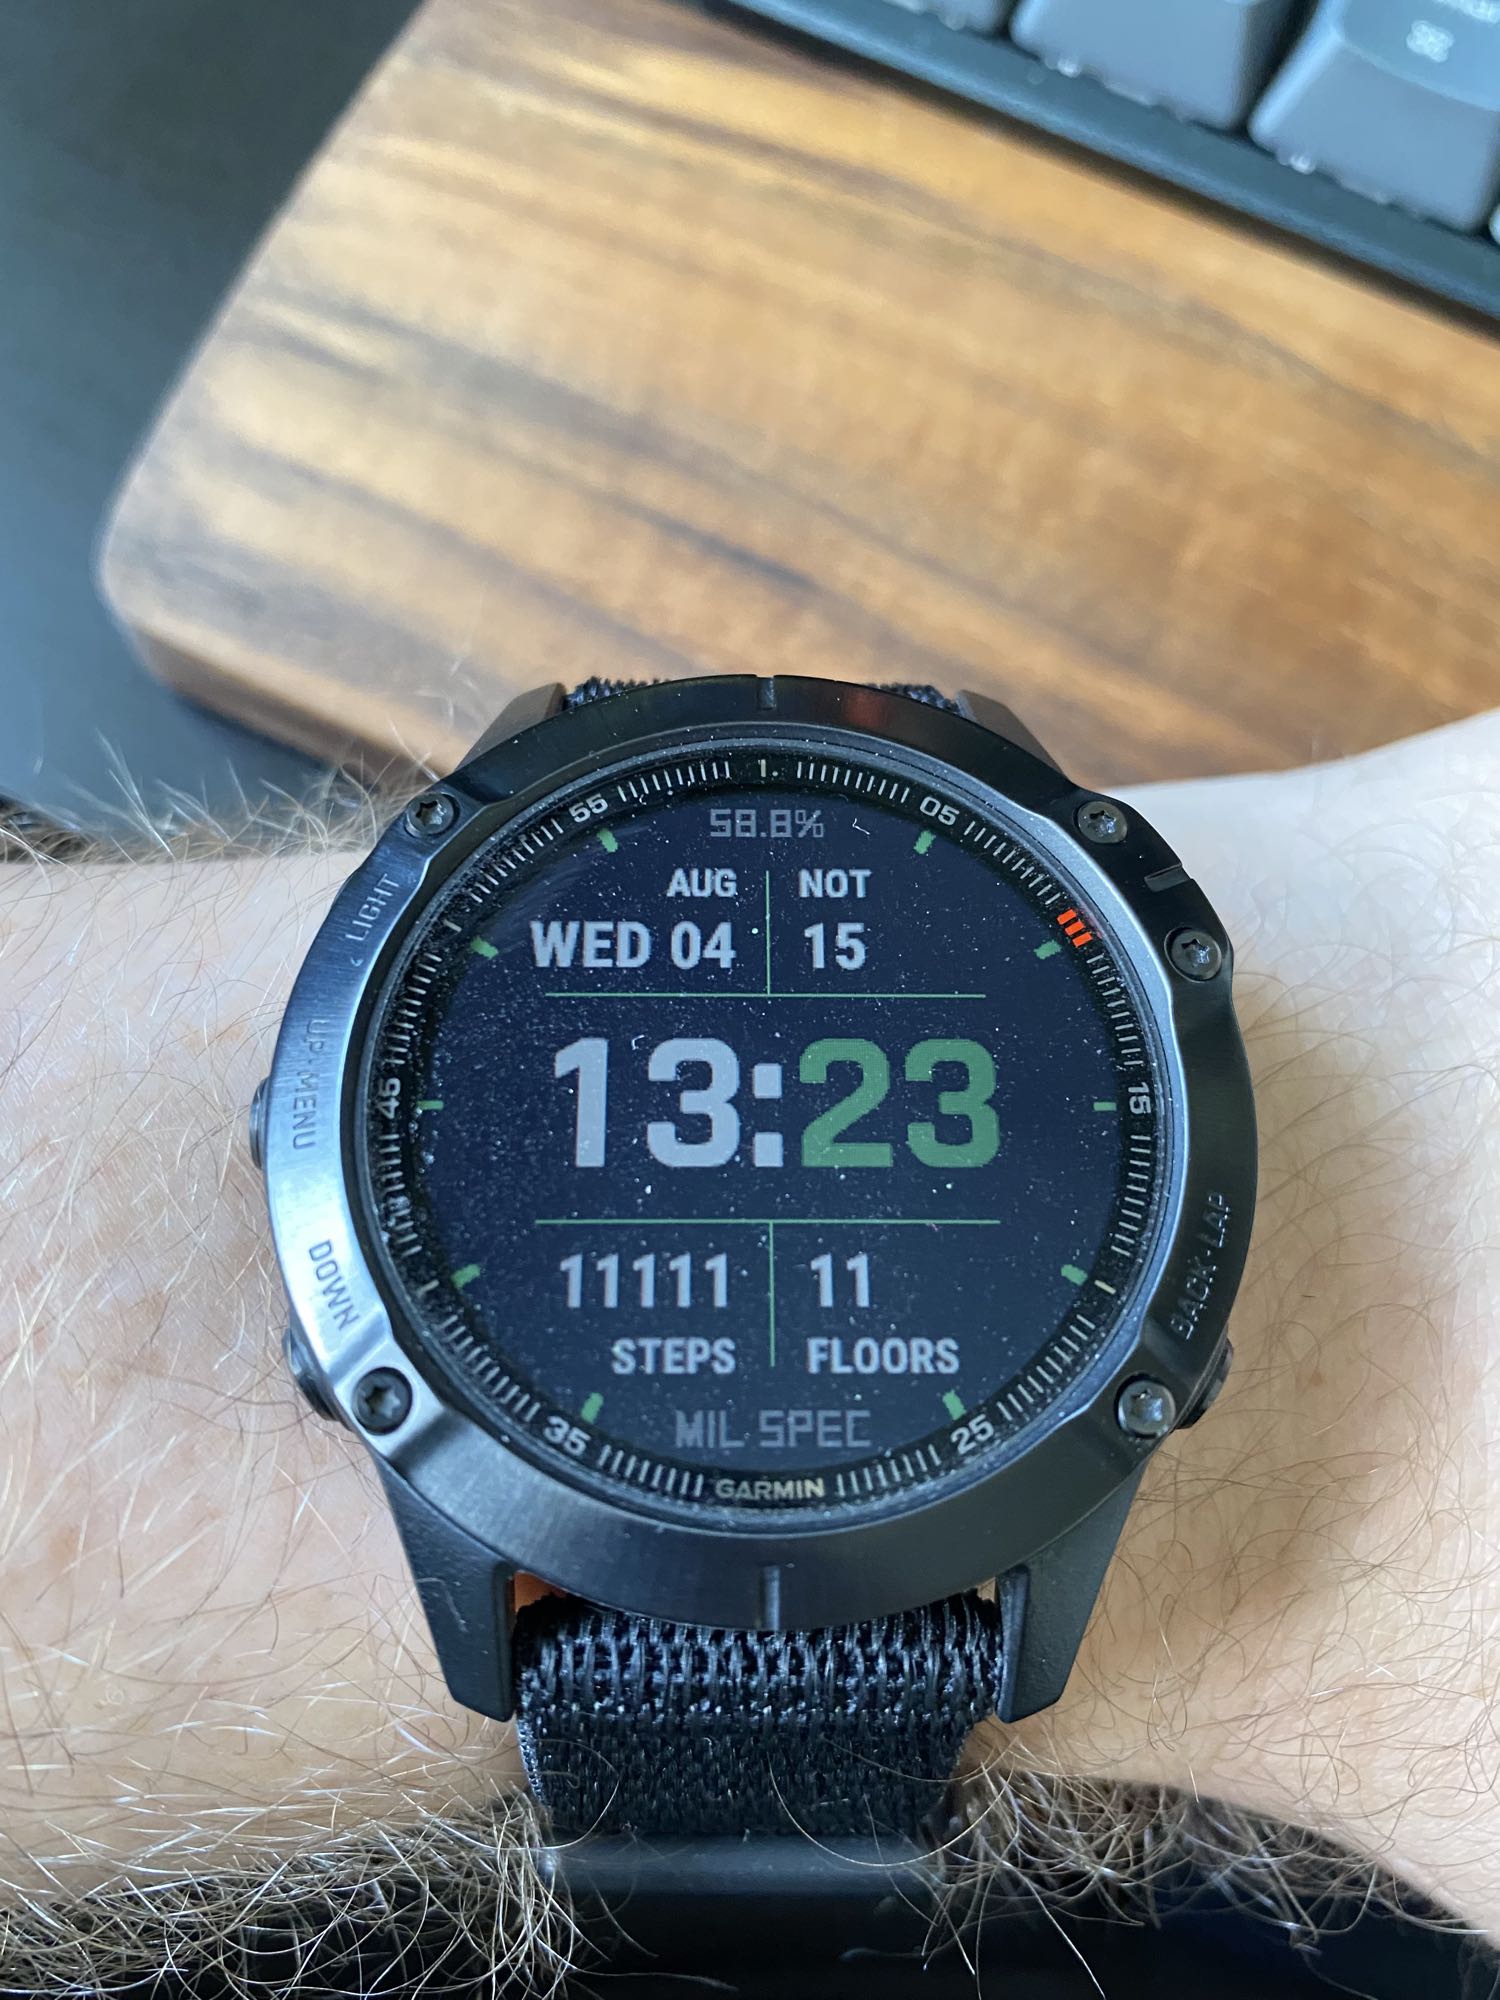 58.8%
AUG NOT
WED 04 15
13:23
11111 11
STEPS FLOORS
MIL SPEC
GARMIN
55
05
15
25
35
45
LIGHT
UP·MENU
DOWN
BACK·LAP